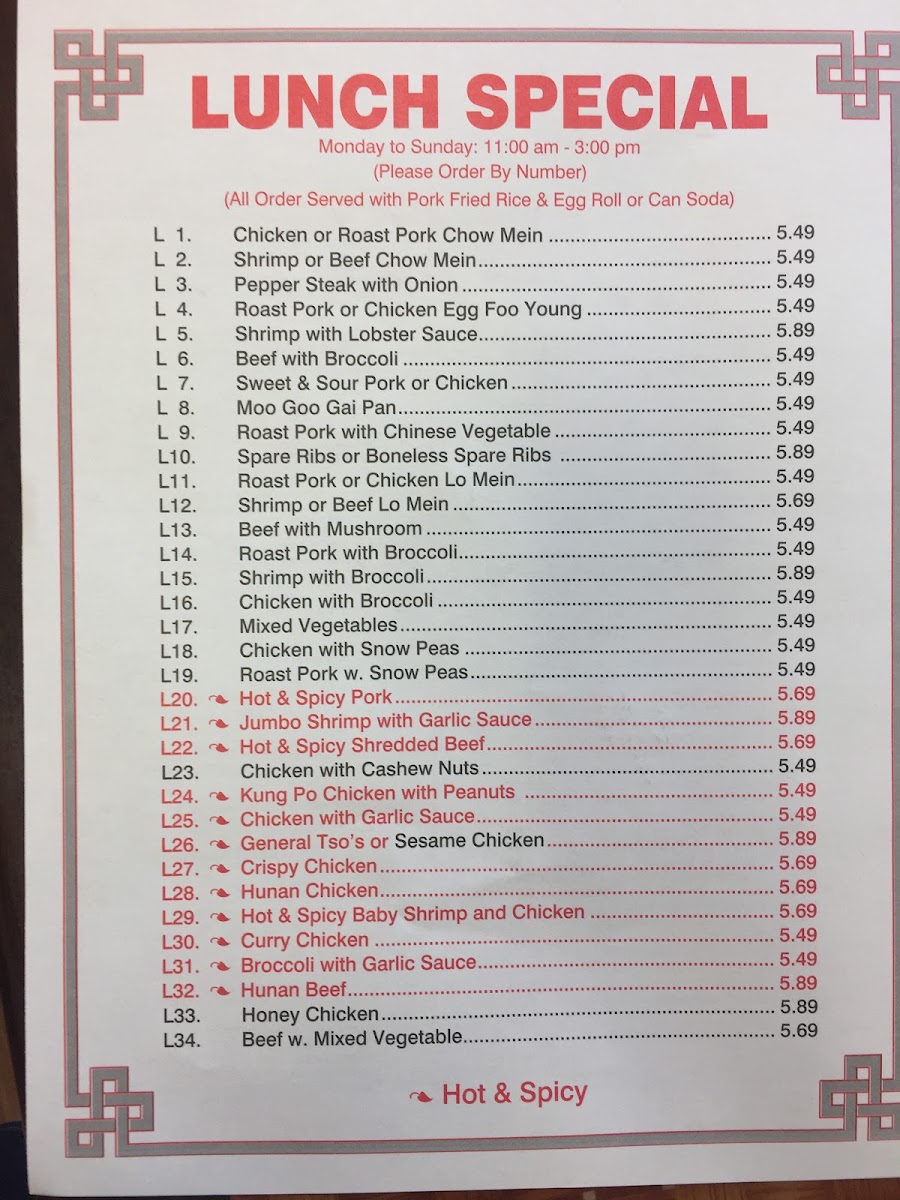 LUNCH SPECIAL
Monday to Sunday: 11:00 am - 3:00 pm
(Please Order By Number)
(All Order Served with Pork Fried Rice & Egg Roll or Can Soda)
L 1. Chicken or Roast Pork Chow Mein ........ 5.49
L 2. Shrimp or Beef Chow Mein ........ 5.49
L 3. Pepper Steak with Onion ........ 5.49
L 4. Roast Pork or Chicken Egg Foo Young ........ 5.49
L 5. Shrimp with Lobster Sauce ........ 5.89
L 6. Beef with Broccoli ........ 5.49
L 7. Sweet & Sour Pork or Chicken ........ 5.49
L 8. Moo Goo Gai Pan ........ 5.49
L 9. Roast Pork with Chinese Vegetable ........ 5.49
L10. Spare Ribs or Boneless Spare Ribs ........ 5.89
L11. Roast Pork or Chicken Lo Mein ........ 5.49
L12. Shrimp or Beef Lo Mein ........ 5.69
L13. Beef with Mushroom ........ 5.49
L14. Roast Pork with Broccoli ........ 5.49
L15. Shrimp with Broccoli ........ 5.89
L16. Chicken with Broccoli ........ 5.49
L17. Mixed Vegetables ........ 5.49
L18. Chicken with Snow Peas ........ 5.49
L19. Roast Pork w. Snow Peas ........ 5.49
L20. Hot & Spicy Pork ........ 5.69
L21. Jumbo Shrimp with Garlic Sauce ........ 5.89
L22. Hot & Spicy Shredded Beef ........ 5.69
L23. Chicken with Cashew Nuts ........ 5.49
L24. Kung Po Chicken with Peanuts ........ 5.49
L25. Chicken with Garlic Sauce ........ 5.49
L26. General Tso's or Sesame Chicken ........ 5.89
L27. Crispy Chicken ........ 5.69
L28. Hunan Chicken ........ 5.69
L29. Hot & Spicy Baby Shrimp and Chicken ........ 5.69
L30. Curry Chicken ........ 5.49
L31. Broccoli with Garlic Sauce ........ 5.49
L32. Hunan Beef ........ 5.89
L33. Honey Chicken ........ 5.89
L34. Beef w. Mixed Vegetable ........ 5.69
Hot & Spicy